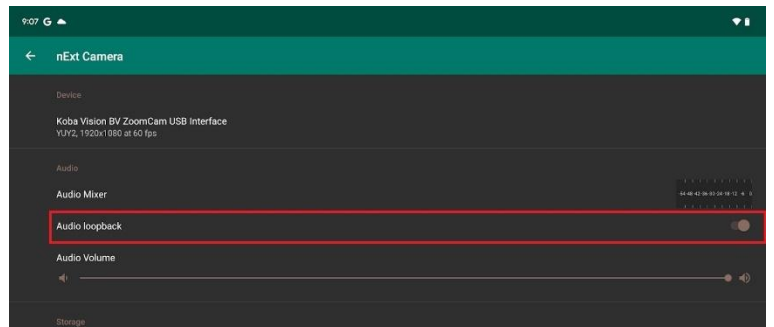 9:07 G
nExt Camera
Device
Koba Vision BV ZoomCam USB Interface
YUY2, 1920x1080 at 60 fps
Audio
Audio Mixer
Audio loopback
Audio Volume
Storage